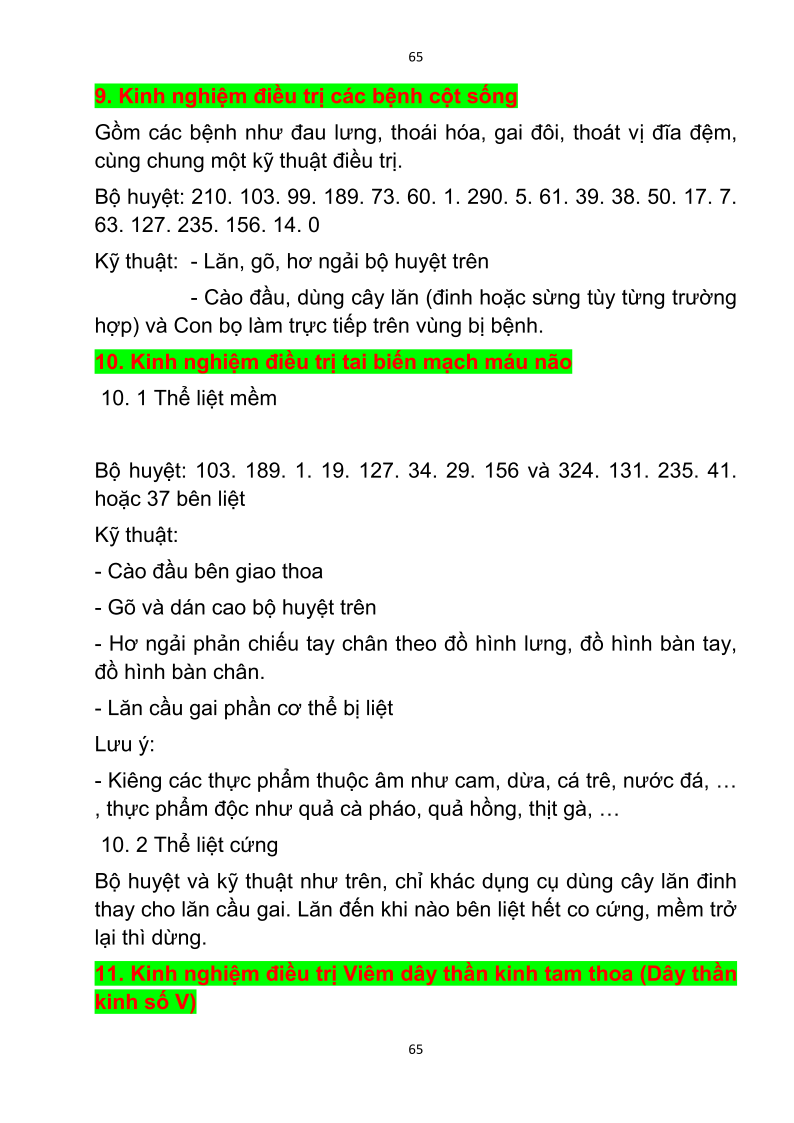 65
9. Kinh nghiệm điều trị các bệnh cột sống
Gồm các bệnh như đau lưng, thoái hóa, gai đôi, thoát vị đĩa đệm,
cùng chung một kỹ thuật điều trị.
Bộ huyệt: 210. 103. 99. 189. 73. 60. 1. 290. 5. 61. 39. 38. 50. 17. 7.
63. 127. 235. 156. 14. 0
Kỹ thuật: - Lăn, gõ, hơ ngải bộ huyệt trên
- Cào đầu, dùng cây lăn (đinh hoặc sừng tùy từng trường
hợp) và Con bọ làm trực tiếp trên vùng bị bệnh.
10. Kinh nghiệm điều trị tai biến mạch máu não
10. 1 Thể liệt mềm
Bộ huyệt: 103. 189. 1. 19. 127. 34. 29. 156 và 324. 131. 235. 41.
hoặc 37 bên liệt
Kỹ thuật:
- Cào đầu bên giao thoa
- Gõ và dán cao bộ huyệt trên
- Hơ ngải phản chiếu tay chân theo đồ hình lưng, đồ hình bàn tay,
đồ hình bàn chân.
- Lăn cầu gai phần cơ thể bị liệt
Lưu ý:
- Kiêng các thực phẩm thuộc âm như cam, dừa, cá trê, nước đá, …
, thực phẩm độc như quả cà pháo, quả hồng, thịt gà, …
10. 2 Thể liệt cứng
Bộ huyệt và kỹ thuật như trên, chỉ khác dụng cụ dùng cây lăn đinh
thay cho lăn cầu gai. Lăn đến khi nào bên liệt hết co cứng, mềm trở
lại thì dừng.
11. Kinh nghiệm điều trị Viêm dây thần kinh tam thoa (Dây thần
kinh số V)
65